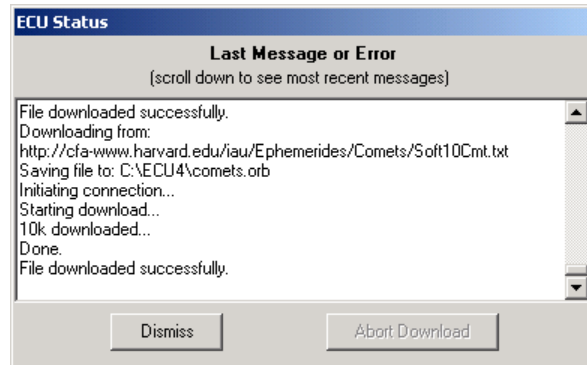 ECU Status
Last Message or Error
(scroll down to see most recent messages)
File downloaded successfully.
Downloading from:
http://cfa-www.harvard.edu/iau/Ephemerides/Comets/Soft10Cmt.txt
Saving file to: C:\ECU4\comets.orb
Initiating connection...
Starting download...
10k downloaded...
Done.
File downloaded successfully.
Dismiss
Abort Download